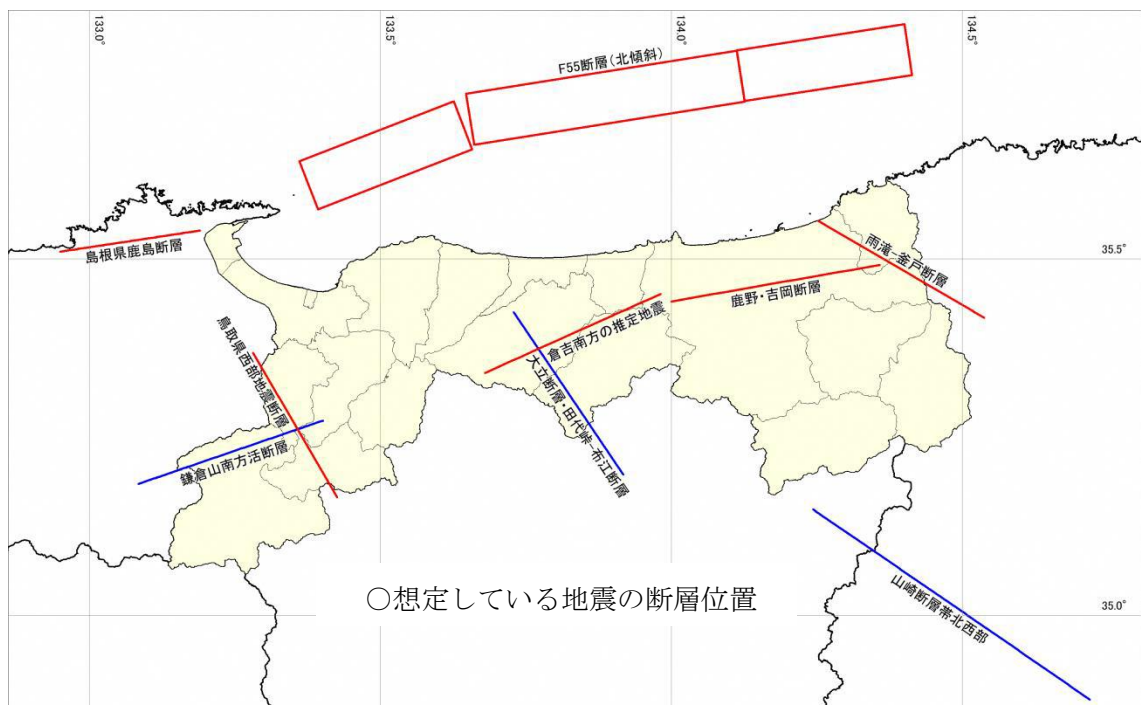 133.0°
133.5°
134.0°
134.5°
F55断層(北傾斜)
島根県鹿島断層
35.5°
雨滝-釜戸断層
鹿野・吉岡断層
倉吉南方の推定地震
鳥取県西部地震断層
大立断層・田代峠-布江断層
鎌倉山南方活断層
〇想定している地震の断層位置
山崎断層帯北西部
35.0°